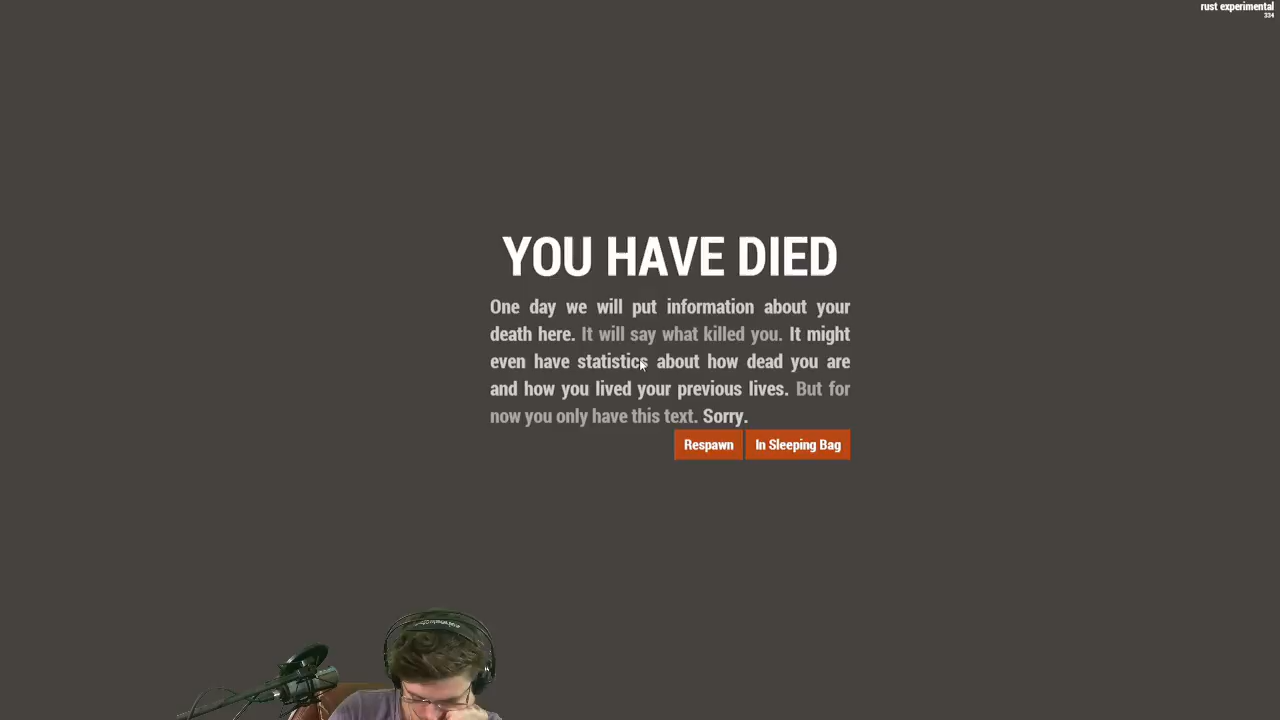 rust experimental
334
YOU HAVE DIED
One day we will put information about your
death here. It will say what killed you. It might
even have statistics about how dead you are
and how you lived your previous lives. But for
now you only have this text. Sorry.
Respawn In Sleeping Bag